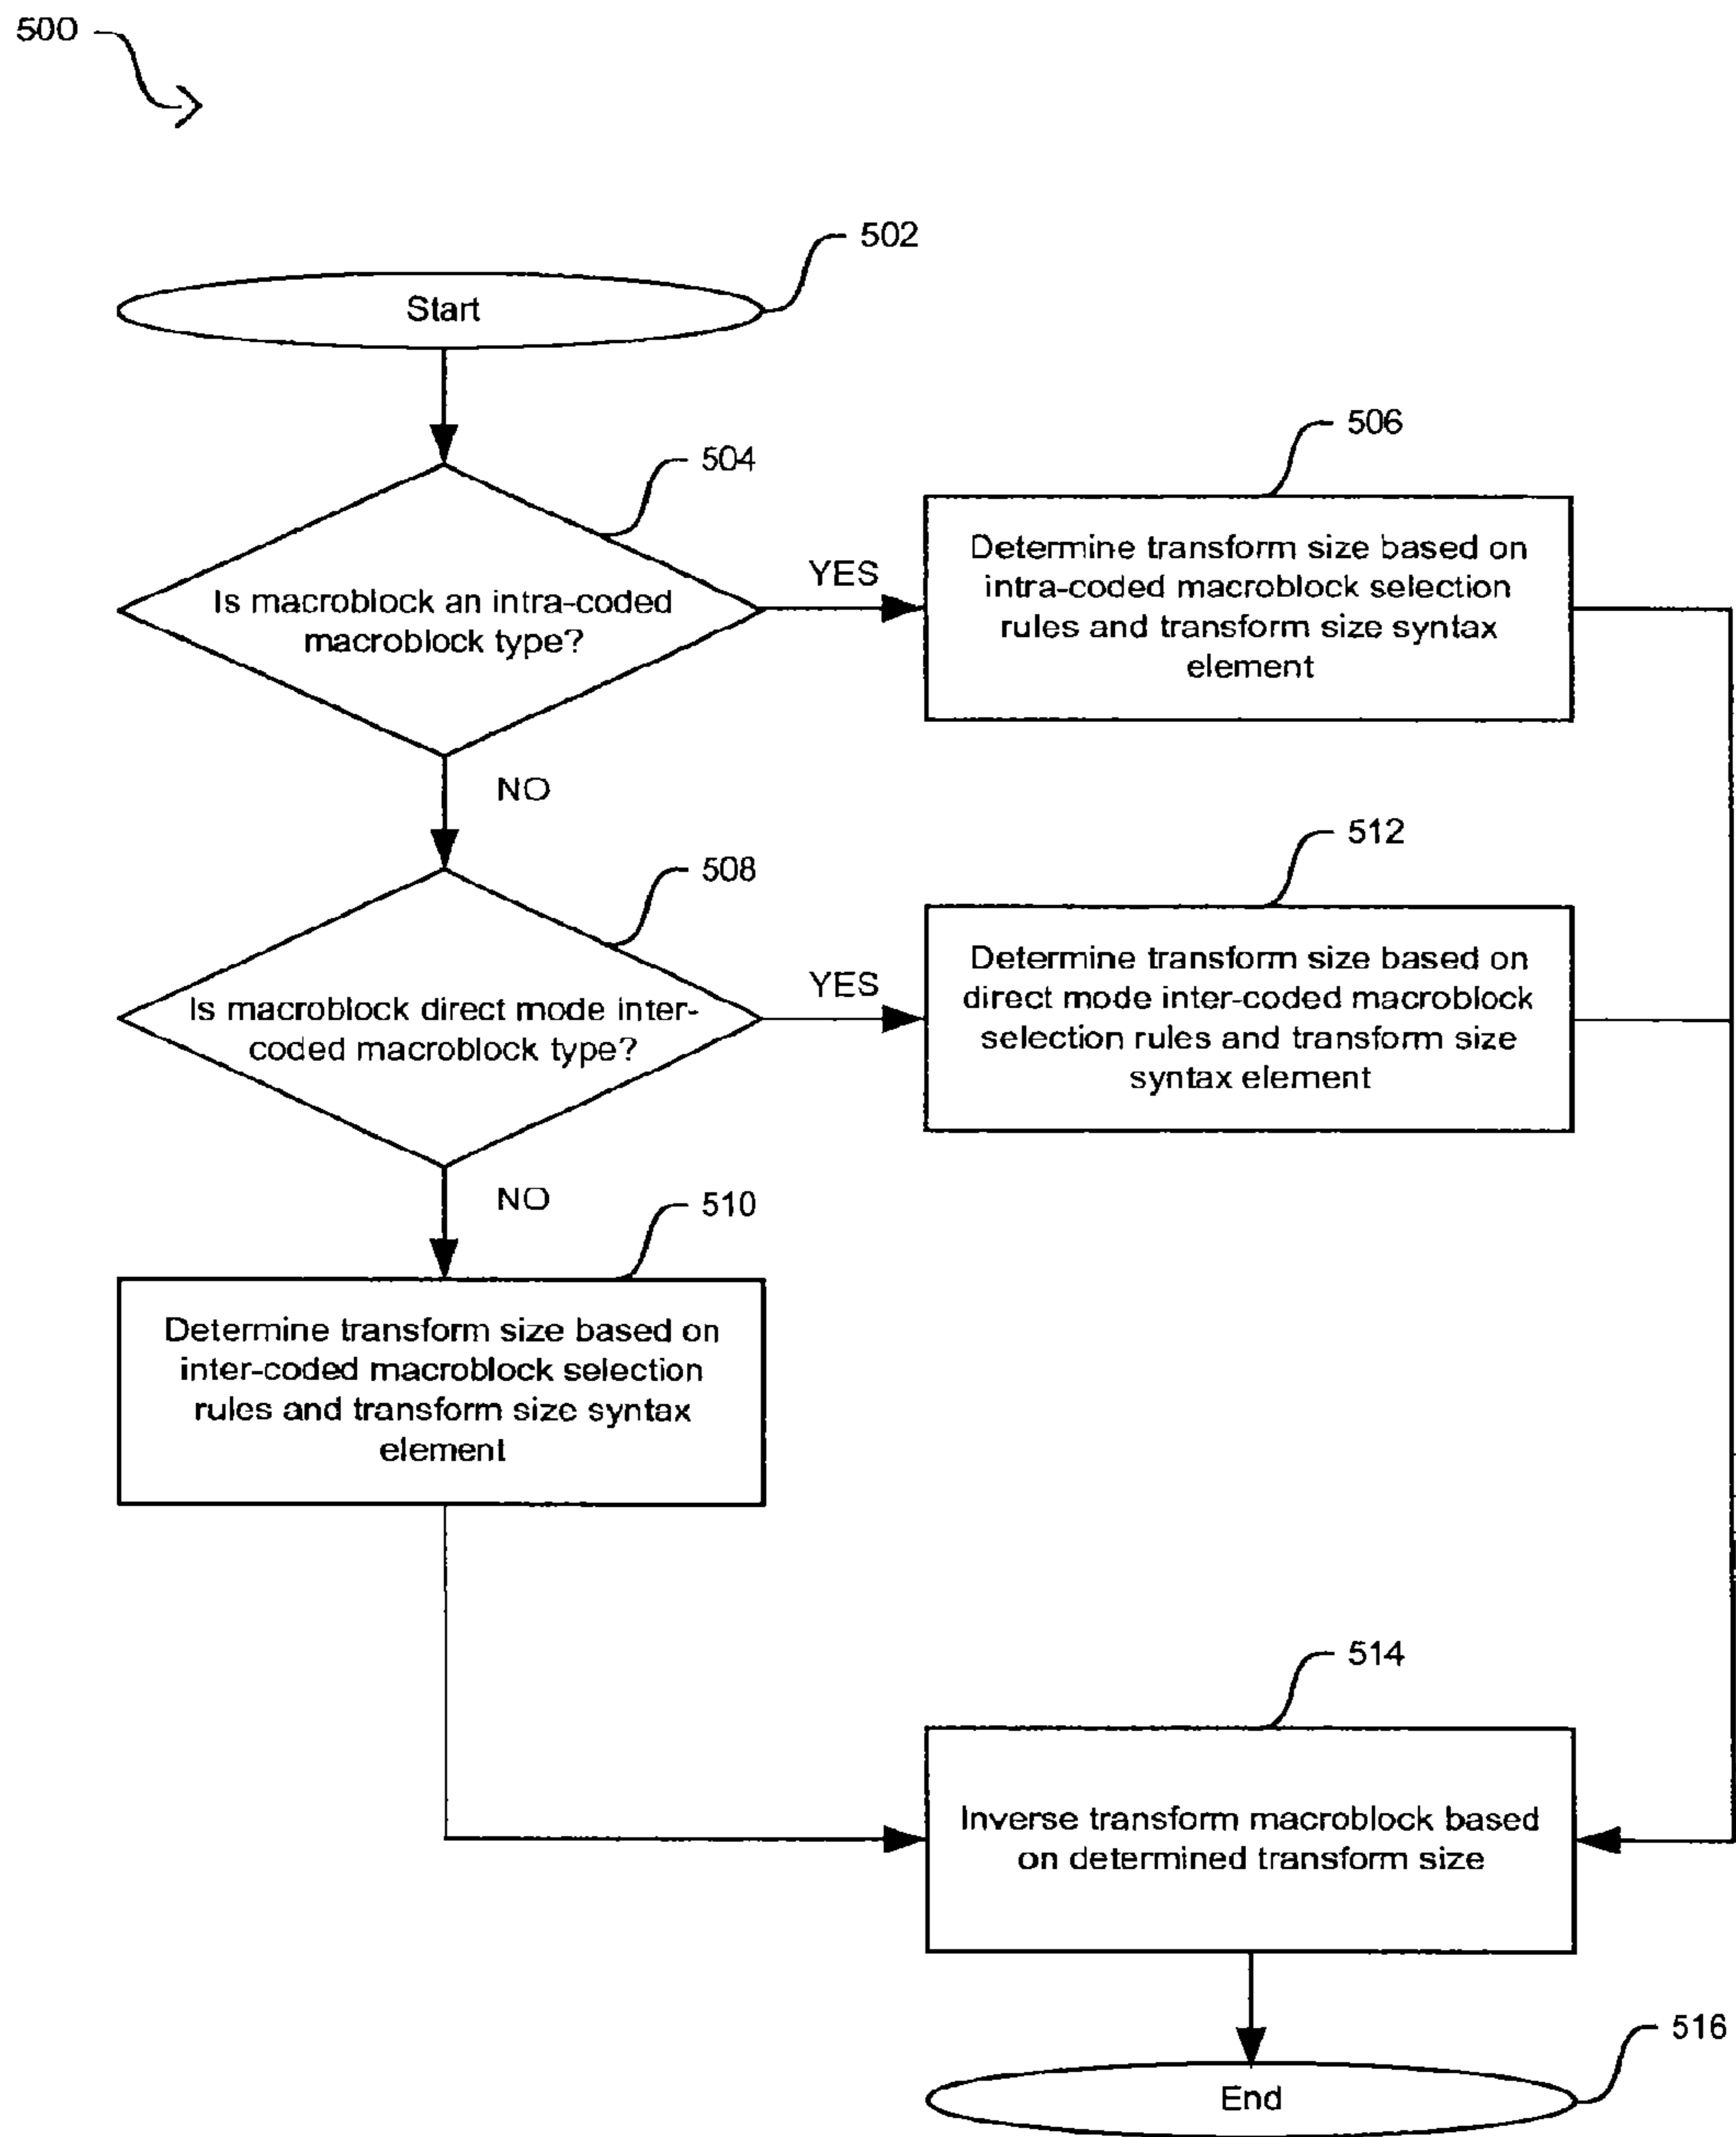 500
502
Start
504
506
Is macroblock an intra-coded
macroblock type?
YES
Determine transform size based on
intra-coded macroblock selection
rules and transform size syntax
element
NO
508
512
Is macroblock direct mode inter-
coded macroblock type?
YES
Determine transform size based on
direct mode inter-coded macroblock
selection rules and transform size
syntax element
NO
510
Determine transform size based on
inter-coded macroblock selection
rules and transform size syntax
element
514
Inverse transform macroblock based
on determined transform size
516
End